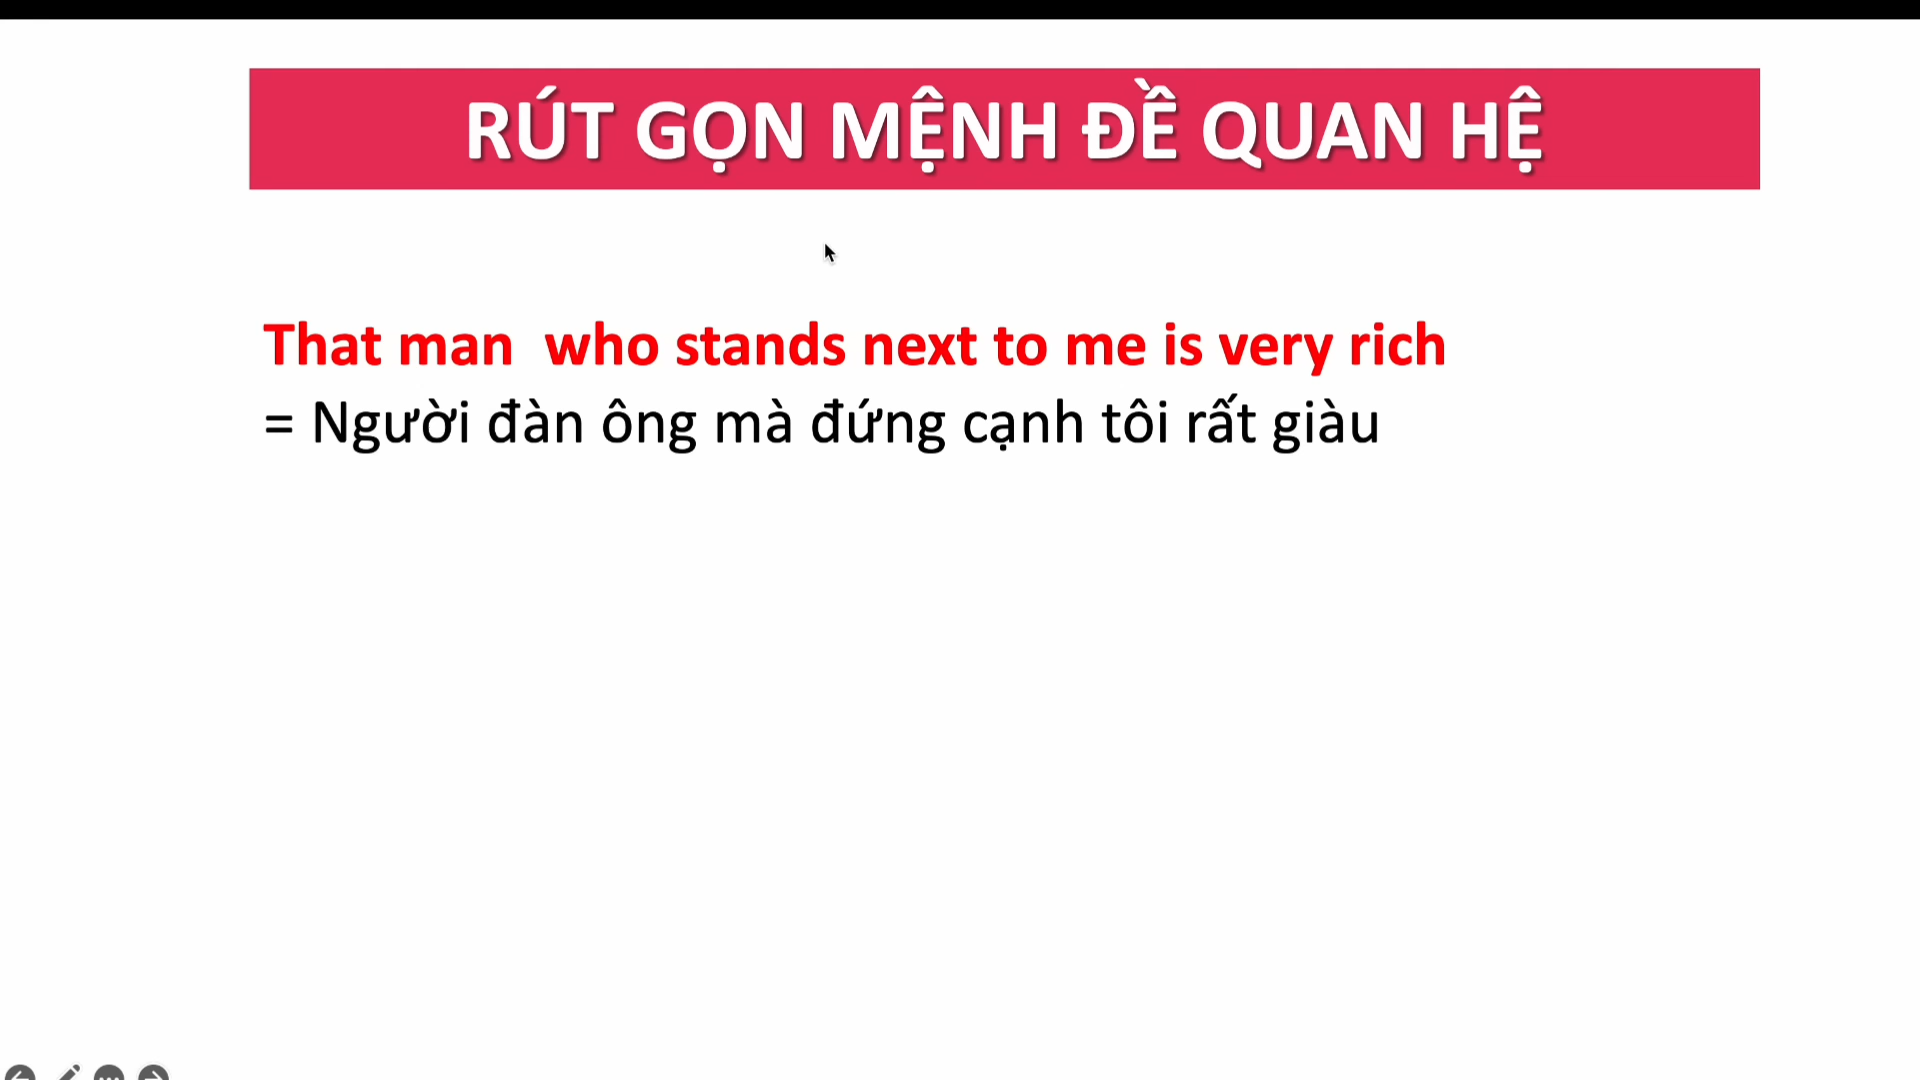 RÚT GỌN MỆNH ĐỀ QUAN HỆ
That man  who stands next to me is very rich
= Người đàn ông mà đứng cạnh tôi rất giàu